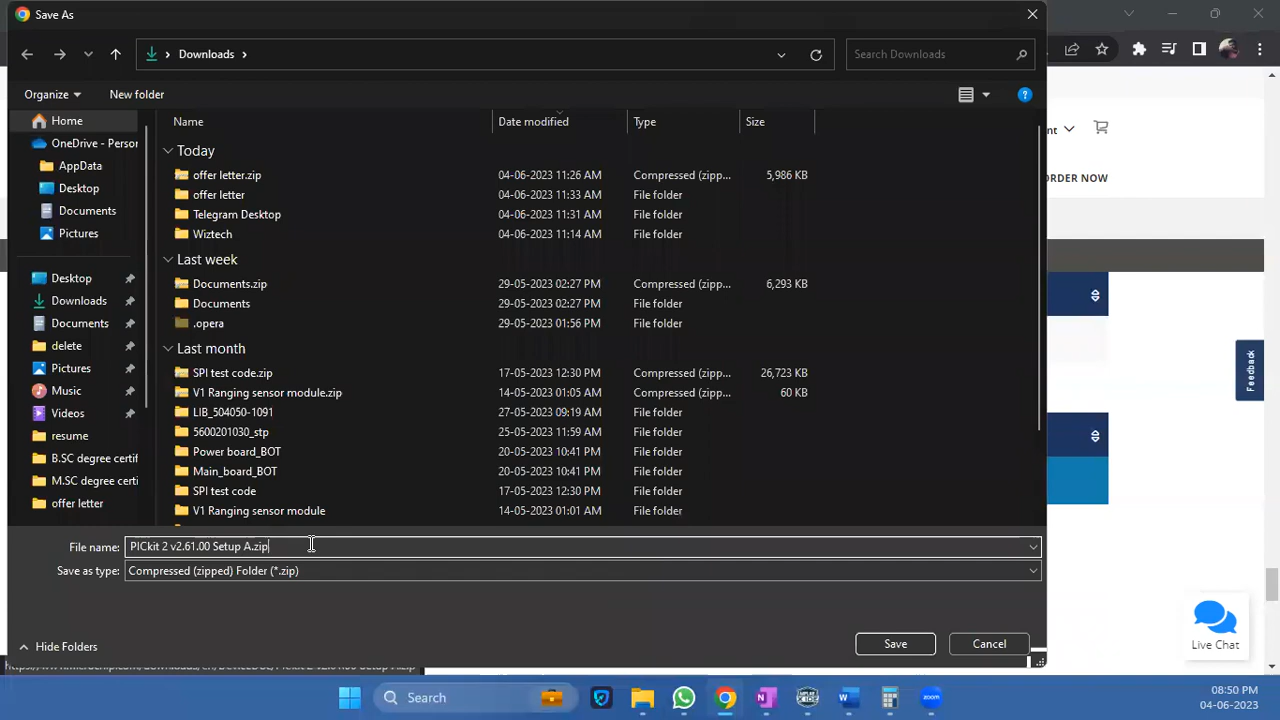 Save As
Downloads
Search Downloads
Organize
New folder
Name
Date modified
Type
Size
Home
OneDrive - Person
AppData
Desktop
Documents
Pictures
Desktop
Downloads
Documents
delete
Pictures
Music
Videos
resume
B.SC degree certif
M.SC degree certi
offer letter
Today
offer letter.zip 04-06-2023 11:26 AM Compressed (zipp... 5,986 KB
offer letter 04-06-2023 11:33 AM File folder
Telegram Desktop 04-06-2023 11:31 AM File folder
Wiztech 04-06-2023 11:14 AM File folder
Last week
Documents.zip 29-05-2023 02:27 PM Compressed (zipp... 6,293 KB
Documents 29-05-2023 02:27 PM File folder
.opera 29-05-2023 01:56 PM File folder
Last month
SPI test code.zip 17-05-2023 12:30 PM Compressed (zipp... 26,723 KB
V1 Ranging sensor module.zip 14-05-2023 01:05 AM Compressed (zipp... 60 KB
LIB_504050-1091 27-05-2023 09:19 AM File folder
5600201030_stp 25-05-2023 11:59 AM File folder
Power board_BOT 20-05-2023 10:41 PM File folder
Main_board_BOT 20-05-2023 10:41 PM File folder
SPI test code 17-05-2023 12:30 PM File folder
V1 Ranging sensor module 14-05-2023 01:01 AM File folder
File name: PICkit 2 v2.61.00 Setup A.zip
Save as type: Compressed (zipped) Folder (*.zip)
Hide Folders
Save
Cancel
nt
ORDER NOW
Feedback
Live Chat
Search
08:50 PM
04-06-2023
zoom